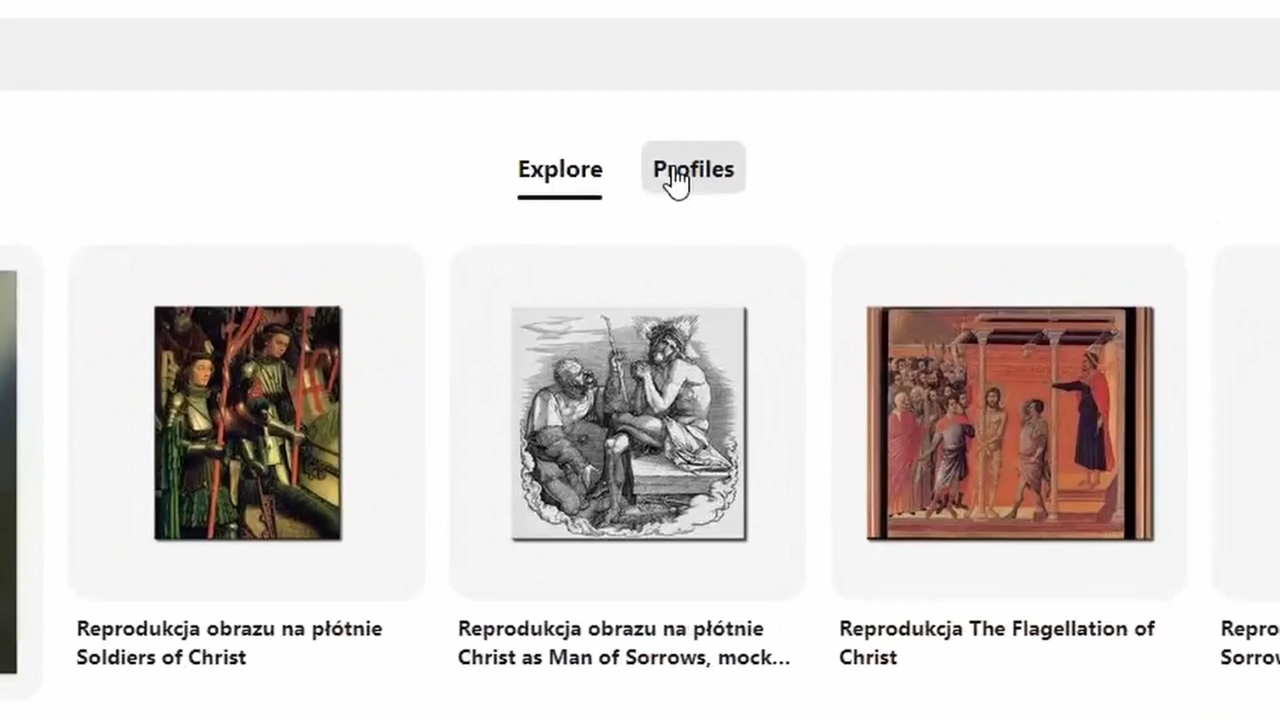 Explore Profiles
Reprodukcja obrazu na płótnie
Soldiers of Christ
Reprodukcja obrazu na płótnie
Christ as Man of Sorrows, mock...
Reprodukcja The Flagellation of
Christ